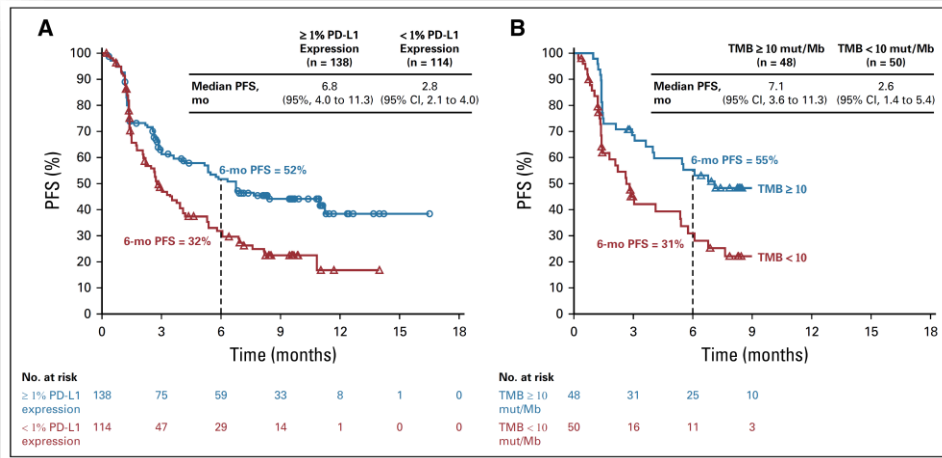 A
≥ 1% PD-L1 Expression (n = 138)
< 1% PD-L1 Expression (n = 114)
Median PFS, mo
6.8 (95%, 4.0 to 11.3)
2.8 (95% CI, 2.1 to 4.0)
PFS (%)
100
90
80
70
60
50
40
30
20
10
0
6-mo PFS = 52%
6-mo PFS = 32%
0 3 6 9 12 15 18
Time (months)
No. at risk
≥ 1% PD-L1 expression 138 75 59 33 8 1 0
< 1% PD-L1 expression 114 47 29 14 1 0 0
B
TMB ≥ 10 mut/Mb (n = 48)
TMB < 10 mut/Mb (n = 50)
Median PFS, mo
7.1 (95% CI, 3.6 to 11.3)
2.6 (95% CI, 1.4 to 5.4)
PFS (%)
100
90
80
70
60
50
40
30
20
10
0
6-mo PFS = 55%
TMB ≥ 10
6-mo PFS = 31%
TMB < 10
0 3 6 9 12 15 18
Time (months)
No. at risk
TMB ≥ 10 mut/Mb 48 31 25 10
TMB < 10 mut/Mb 50 16 11 3